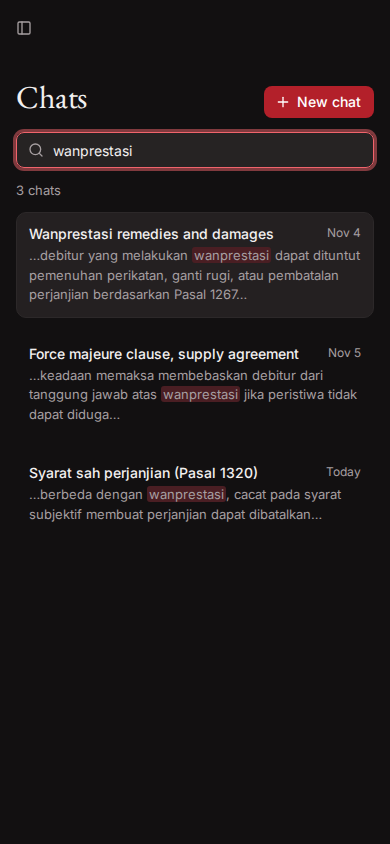 Chats
+ New chat
wanprestasi
3 chats
Wanprestasi remedies and damages
Nov 4
...debitur yang melakukan wanprestasi dapat dituntut
pemenuhan perikatan, ganti rugi, atau pembatalan
perjanjian berdasarkan Pasal 1267...
Force majeure clause, supply agreement
Nov 5
...keadaan memaksa membebaskan debitur dari
tanggung jawab atas wanprestasi jika peristiwa tidak
dapat diduga...
Syarat sah perjanjian (Pasal 1320)
Today
...berbeda dengan wanprestasi, cacat pada syarat
subjektif membuat perjanjian dapat dibatalkan...